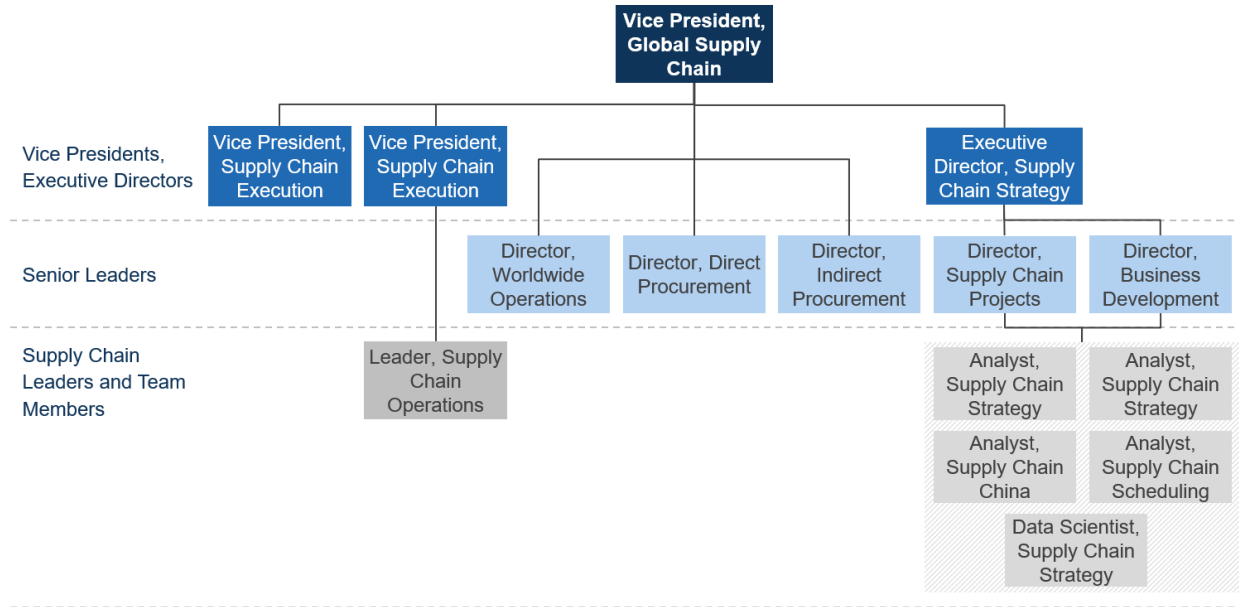 Vice President,
Global Supply
Chain
Vice Presidents,
Executive Directors
Vice President,
Supply Chain
Execution
Vice President,
Supply Chain
Execution
Executive
Director, Supply
Chain Strategy
Senior Leaders
Director,
Worldwide
Operations
Director, Direct
Procurement
Director,
Indirect
Procurement
Director,
Supply Chain
Projects
Director,
Business
Development
Supply Chain
Leaders and Team
Members
Leader, Supply
Chain
Operations
Analyst,
Supply Chain
Strategy
Analyst,
Supply Chain
Strategy
Analyst,
Supply Chain
China
Analyst,
Supply Chain
Scheduling
Data Scientist,
Supply Chain
Strategy